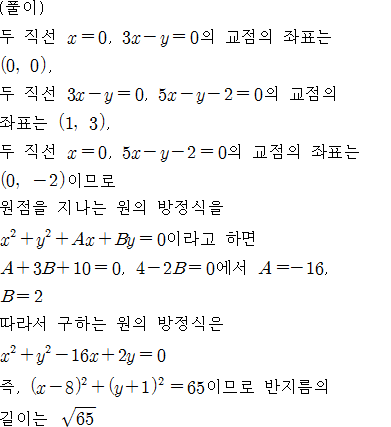 (풀이)
두 직선 x=0, 3x-y=0의 교점의 좌표는
(0, 0),
두 직선 3x-y=0, 5x-y-2=0의 교점의
좌표는 (1, 3),
두 직선 x=0, 5x-y-2=0의 교점의 좌표는
(0, -2)이므로
원점을 지나는 원의 방정식을
x²+y²+Ax+By=0이라고 하면
A+3B+10=0, 4-2B=0에서 A=-16,
B=2
따라서 구하는 원의 방정식은
x²+y²-16x+2y=0
즉, (x-8)²+(y+1)²=65이므로 반지름의
길이는 √65